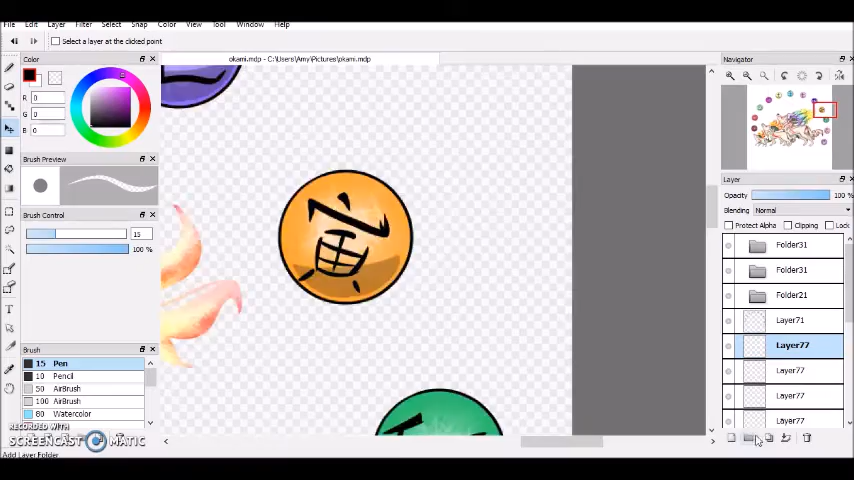 File Edit Layer Filter Select Snap Color View Tool Window Help
Select a layer at the clicked point
Color
okami.mdp - C:\Users\Amy\Pictures\okami.mdp
Navigator
R 0
G 0
B 0
Brush Preview
Brush Control
15
100 %
寅
Layer
Opacity 100 %
Blending Normal
Protect Alpha Clipping Lock
Folder31
Folder31
Folder21
Layer71
Layer77
Layer77
Layer77
Layer77
Brush
15 Pen
10 Pencil
50 AirBrush
100 AirBrush
80 Watercolor
RECORDED WITH
SCREENCAST MATIC
Add Layer Folder